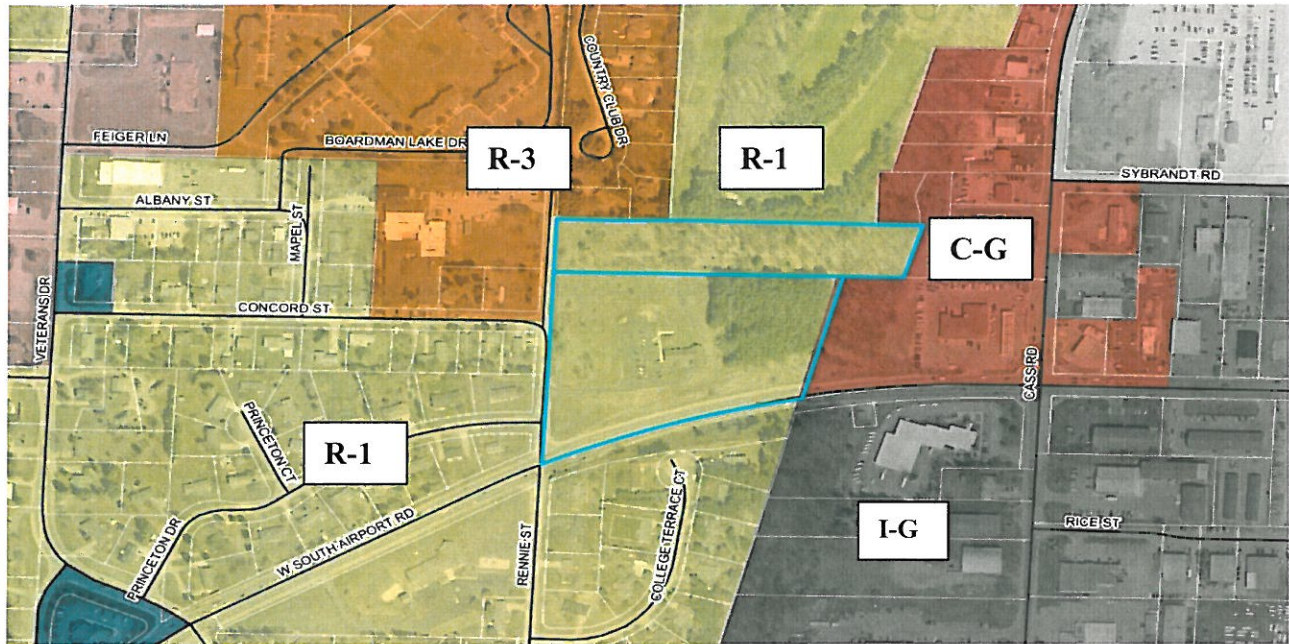 COUNTRY CLUB DR
FEIGER LN
BOARDMAN LAKE DR
R-3
R-1
SYBRANDT RD
ALBANY ST
MAPEL ST
C-G
VETERANS DR
CONCORD ST
CASS RD
PRINCETON CT
R-1
PRINCETON DR
W SOUTH AIRPORT RD
RENNIE ST
COLLEGE TERRACE CT
I-G
RICE ST